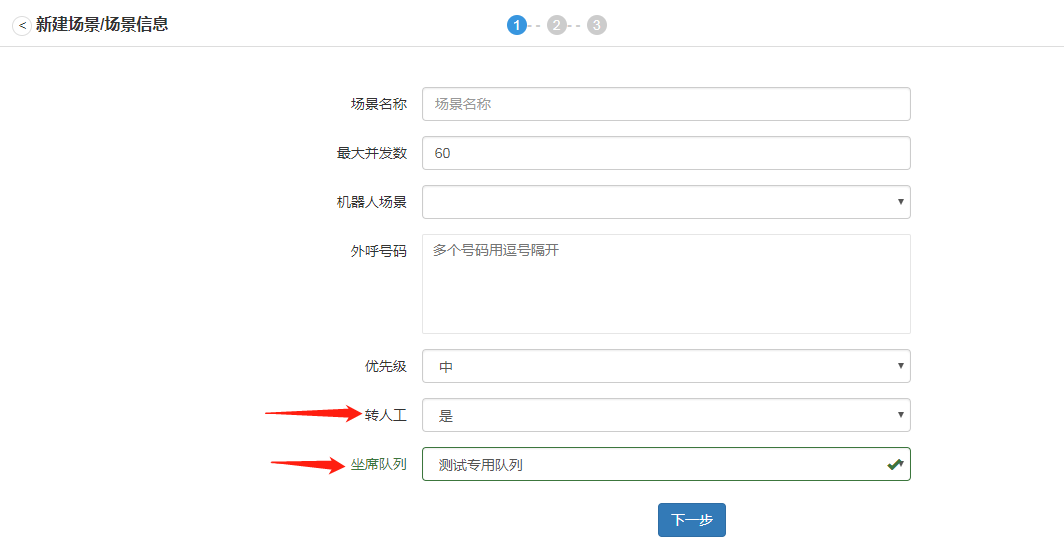 < 新建场景/场景信息
1 -- 2 -- 3
场景名称 场景名称
最大并发数 60
机器人场景
外呼号码 多个号码用逗号隔开
优先级 中
转人工 是
坐席队列 测试专用队列
下一步